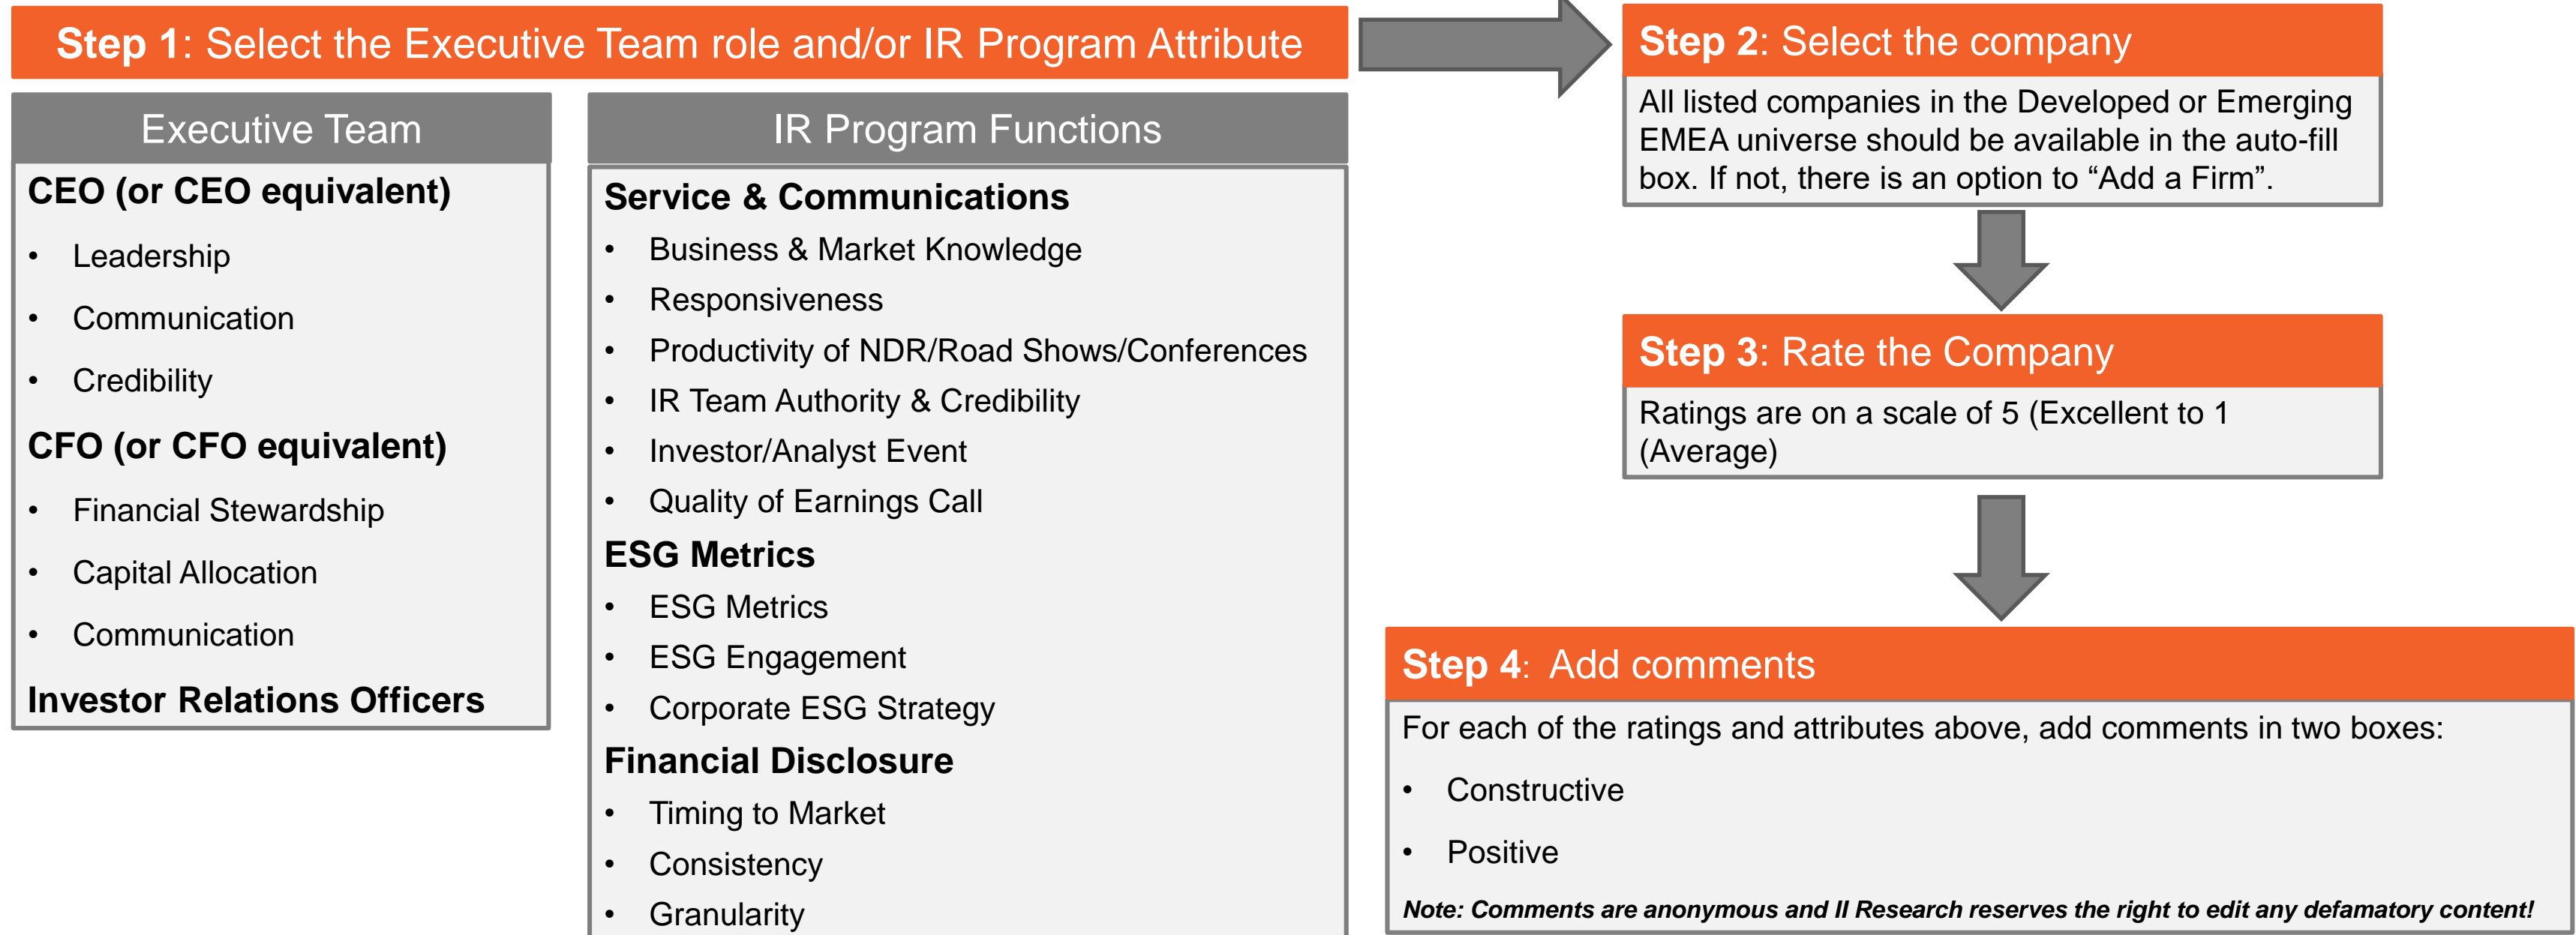 Step 1: Select the Executive Team role and/or IR Program Attribute
Executive Team
CEO (or CEO equivalent)
• Leadership
• Communication
• Credibility
CFO (or CFO equivalent)
• Financial Stewardship
• Capital Allocation
• Communication
Investor Relations Officers
IR Program Functions
Service & Communications
• Business & Market Knowledge
• Responsiveness
• Productivity of NDR/Road Shows/Conferences
• IR Team Authority & Credibility
• Investor/Analyst Event
• Quality of Earnings Call
ESG Metrics
• ESG Metrics
• ESG Engagement
• Corporate ESG Strategy
Financial Disclosure
• Timing to Market
• Consistency
• Granularity
Step 2: Select the company
All listed companies in the Developed or Emerging
EMEA universe should be available in the auto-fill
box. If not, there is an option to “Add a Firm”.
Step 3: Rate the Company
Ratings are on a scale of 5 (Excellent to 1
(Average)
Step 4: Add comments
For each of the ratings and attributes above, add comments in two boxes:
• Constructive
• Positive
Note: Comments are anonymous and II Research reserves the right to edit any defamatory content!